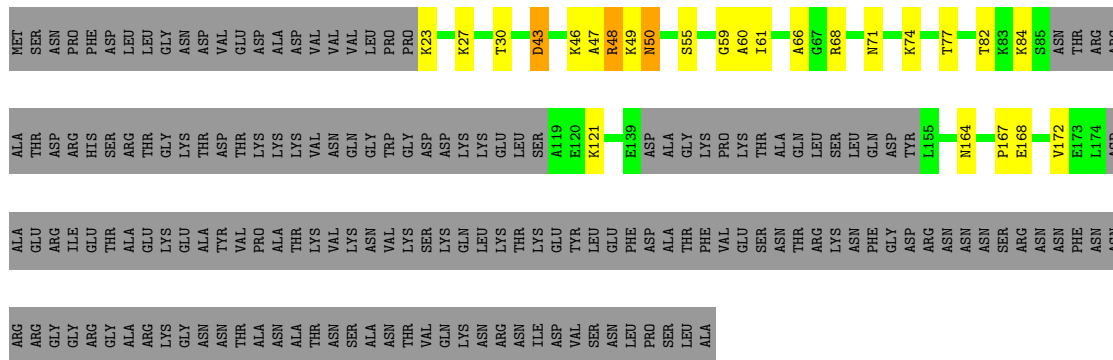 MET SER ASN PRO PHE ASP LEU LEU GLY ASN ASP VAL GLU ASP ALA ASP VAL VAL VAL LEU PRO PRO K23 K27 T30 D43 K46 A47 R48 K49 N50 S55 G59 A60 I61 A66 G67 R68 N71 K74 T77 T82 K83 K84 S85 ASN THR ARG ARG
ALA THR ASP ARG HIS SER ARG THR GLY LYS THR ASP THR LYS LYS LYS VAL ASN GLN GLY TRP GLY ASP ASP LYS LYS GLU LEU SER A119 E120 K121 E139 ASP ALA GLY LYS PRO LYS THR ALA GLN LEU SER LEU GLN ASP TYR L155 N164 P167 E168 V172 E173 L174 ASP
ALA GLU ARG ILE GLU THR ALA GLU LYS GLU ALA TYR VAL PRO ALA THR LYS VAL LYS ASN VAL LYS SER LYS GLN LEU LYS THR LYS GLU TYR LEU GLU PHE ASP ALA THR PHE VAL GLU SER ASN THR ARG LYS ASN PHE GLY ASP ARG ASN ASN ASN SER ARG ASN ASN PHE ASN ASN
ARG ARG GLY GLY ARG GLY ALA ARG LYS GLY ASN ASN THR ALA ASN ALA THR ASN SER ALA ASN THR VAL GLN LYS ASN ARG ASN ILE ASP VAL SER ASN LEU PRO SER LEU ALA